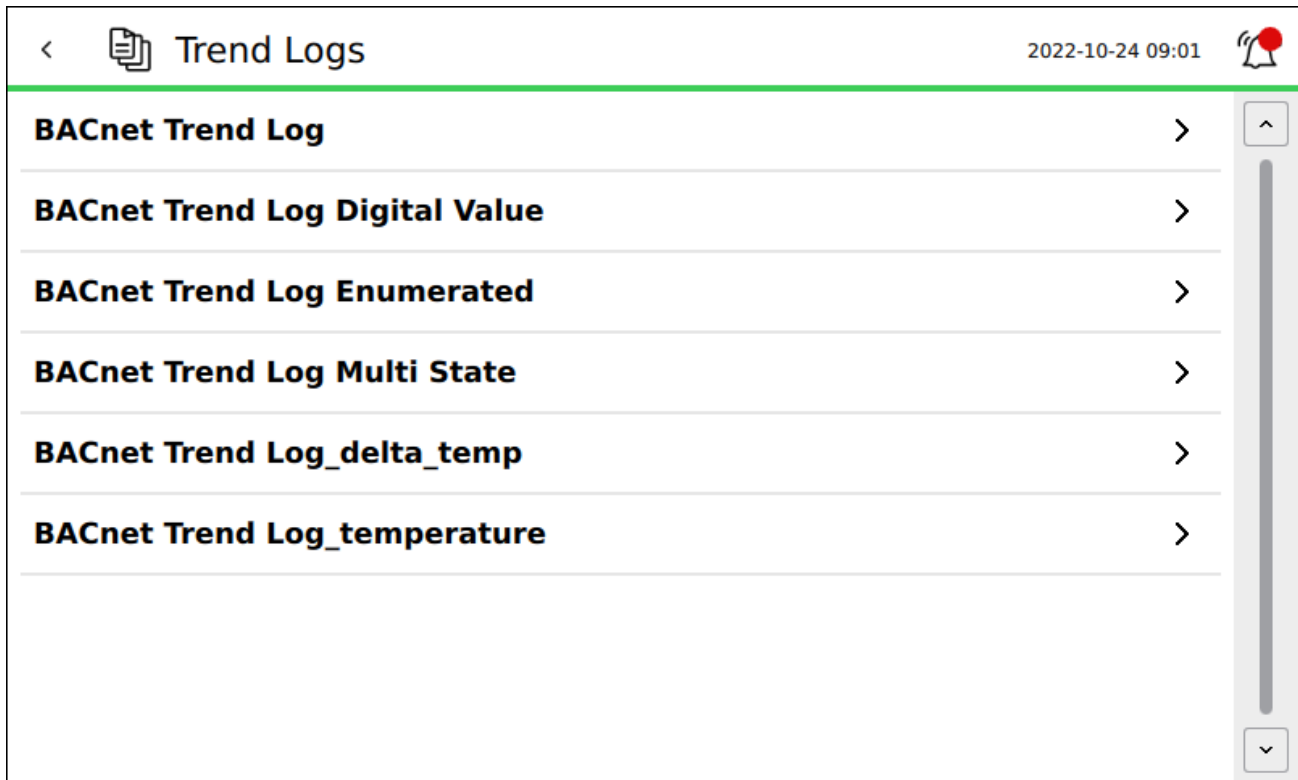 Trend Logs
2022-10-24 09:01
BACnet Trend Log
BACnet Trend Log Digital Value
BACnet Trend Log Enumerated
BACnet Trend Log Multi State
BACnet Trend Log_delta_temp
BACnet Trend Log_temperature